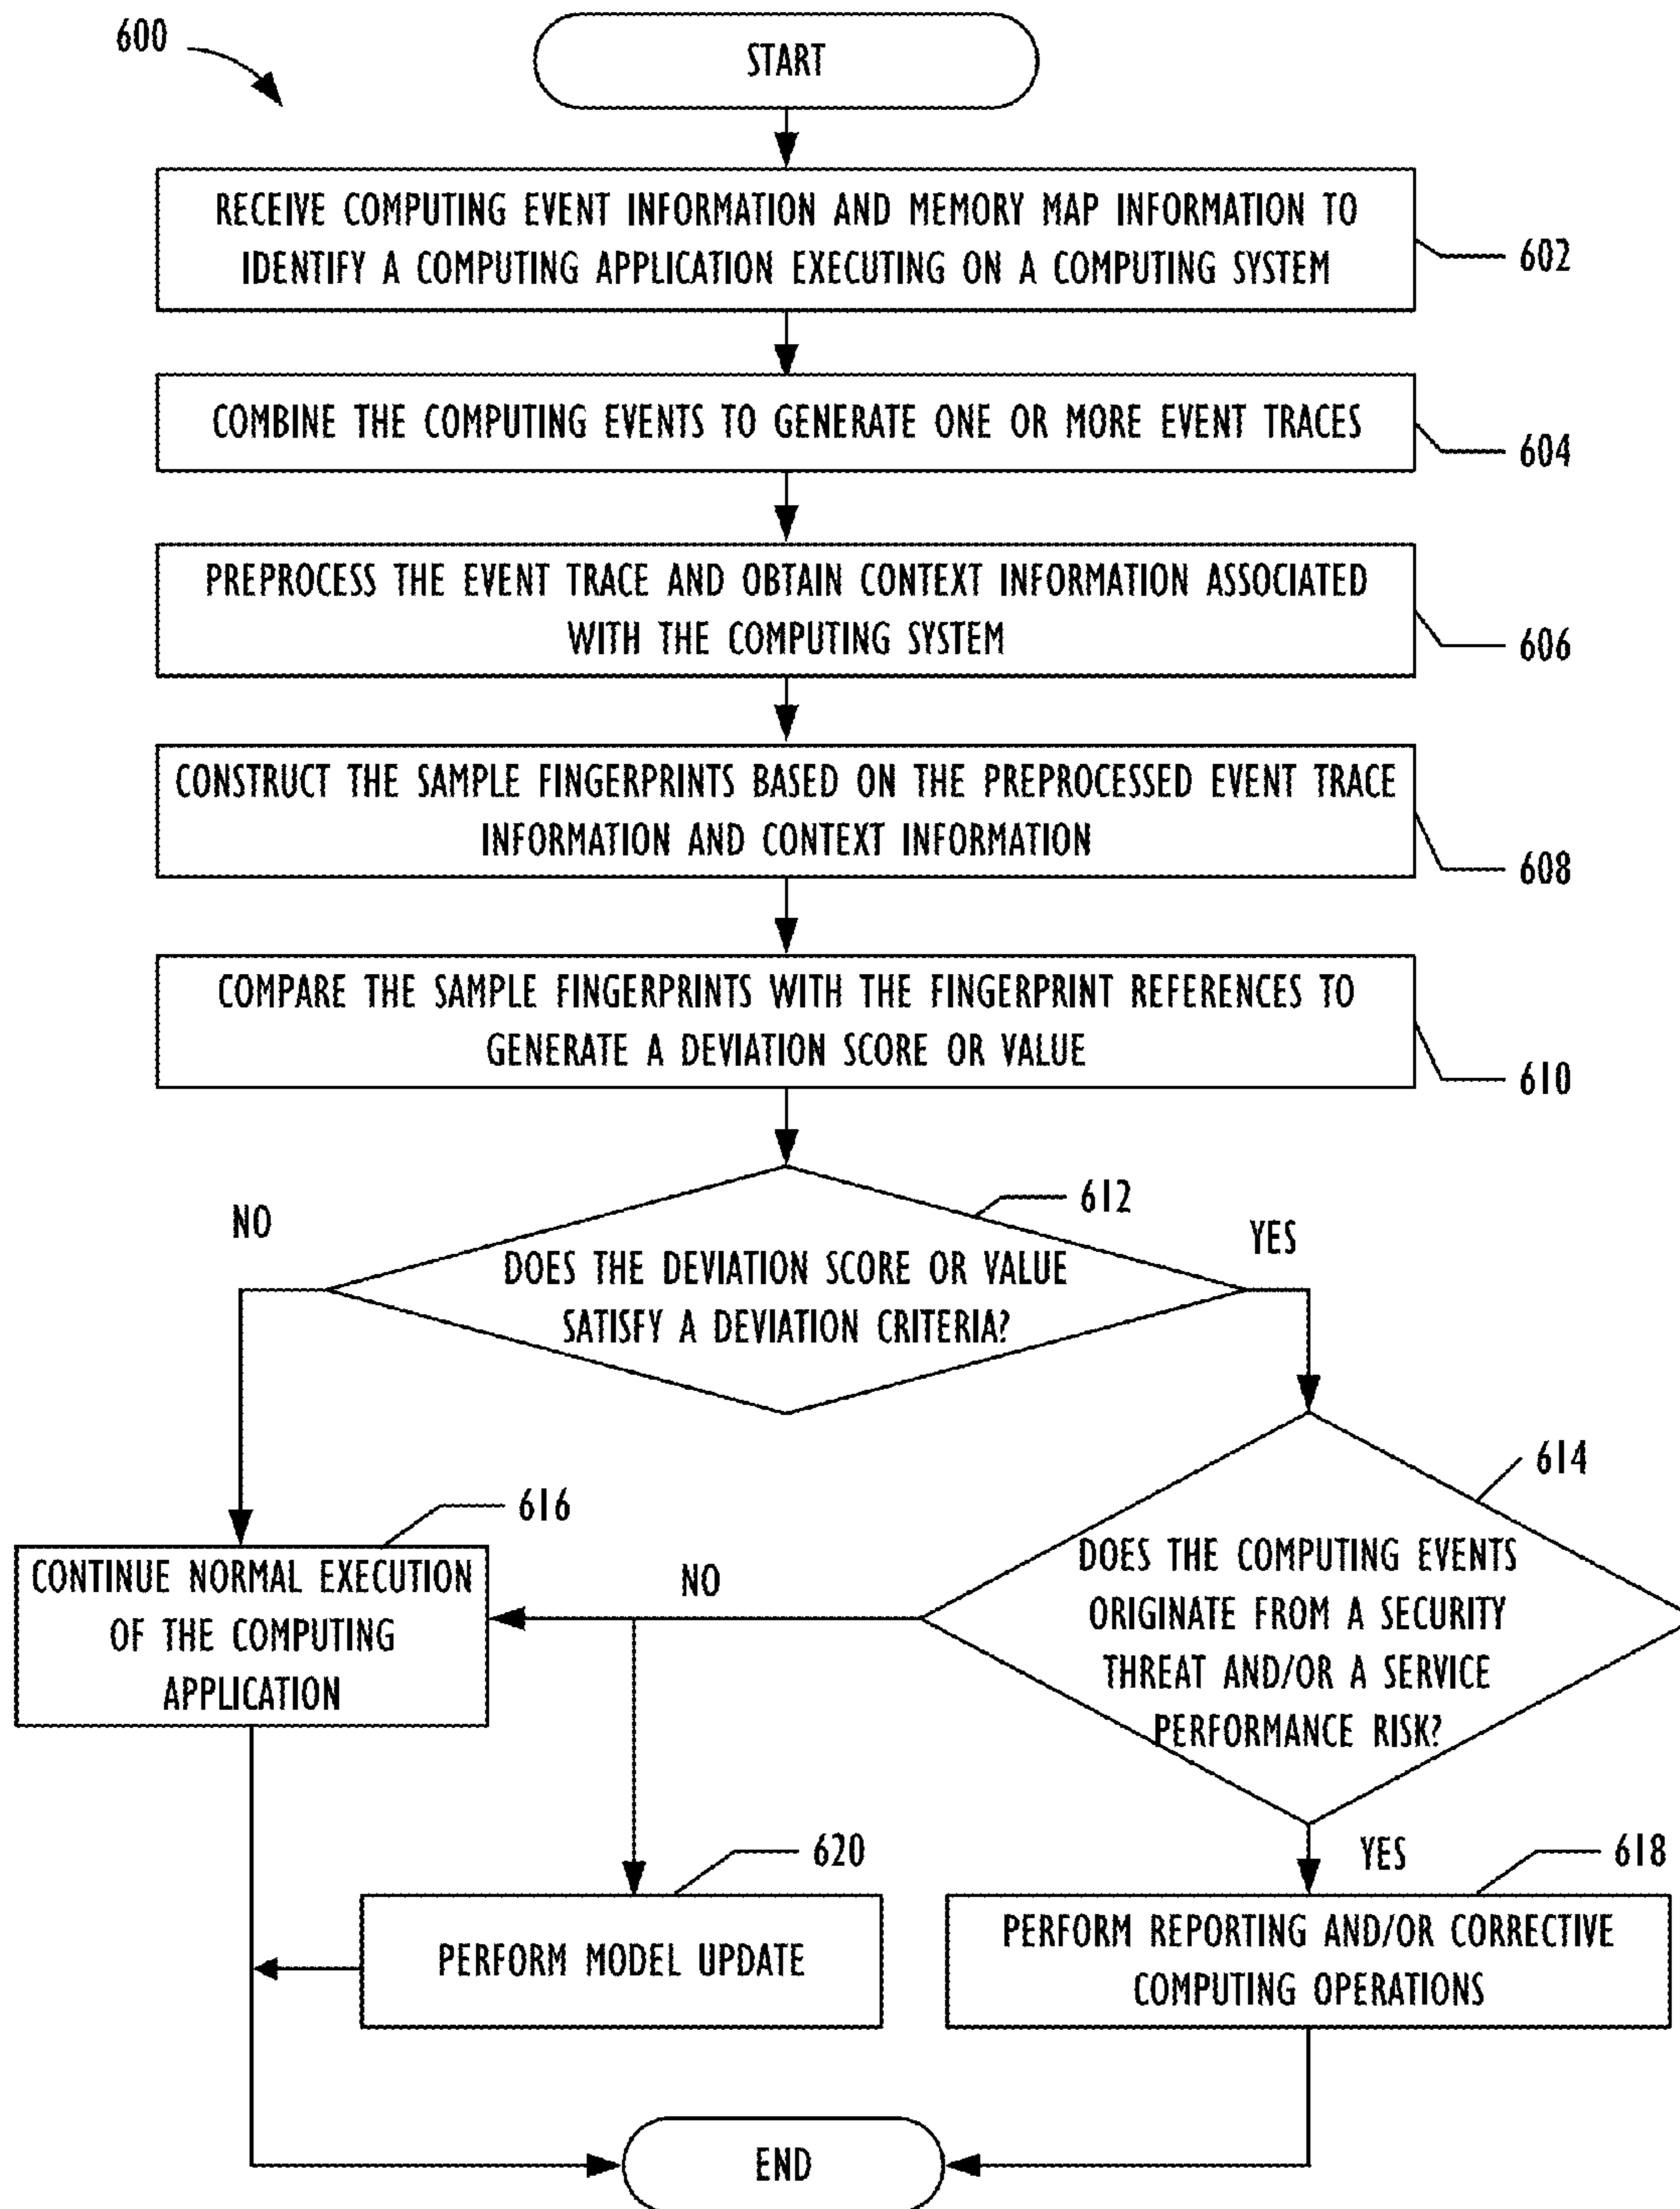 600
START
RECEIVE COMPUTING EVENT INFORMATION AND MEMORY MAP INFORMATION TO
IDENTIFY A COMPUTING APPLICATION EXECUTING ON A COMPUTING SYSTEM
602
COMBINE THE COMPUTING EVENTS TO GENERATE ONE OR MORE EVENT TRACES
604
PREPROCESS THE EVENT TRACE AND OBTAIN CONTEXT INFORMATION ASSOCIATED
WITH THE COMPUTING SYSTEM
606
CONSTRUCT THE SAMPLE FINGERPRINTS BASED ON THE PREPROCESSED EVENT TRACE
INFORMATION AND CONTEXT INFORMATION
608
COMPARE THE SAMPLE FINGERPRINTS WITH THE FINGERPRINT REFERENCES TO
GENERATE A DEVIATION SCORE OR VALUE
610
612
NO
YES
DOES THE DEVIATION SCORE OR VALUE
SATISFY A DEVIATION CRITERIA?
614
616
DOES THE COMPUTING EVENTS
ORIGINATE FROM A SECURITY
THREAT AND/OR A SERVICE
PERFORMANCE RISK?
NO
CONTINUE NORMAL EXECUTION
OF THE COMPUTING
APPLICATION
620
YES
618
PERFORM MODEL UPDATE
PERFORM REPORTING AND/OR CORRECTIVE
COMPUTING OPERATIONS
END